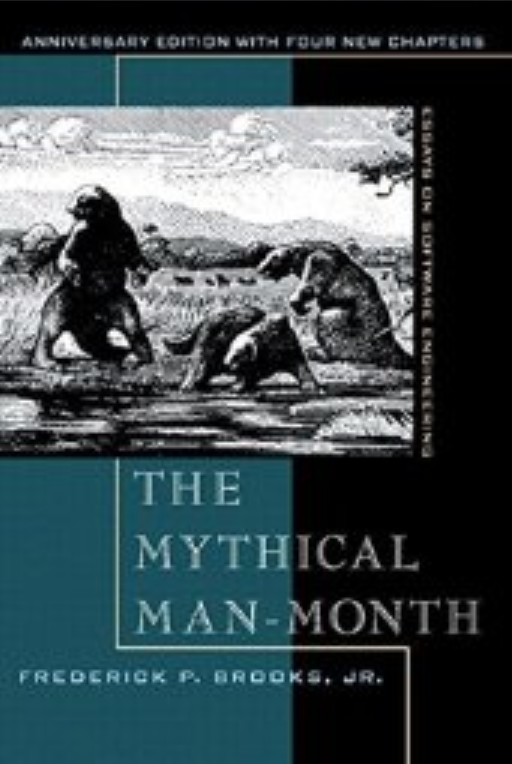 ANNIVERSARY EDITION WITH FOUR NEW CHAPTERS
ESSAYS ON SOFTWARE ENGINEERING
THE
MYTHICAL
MAN-MONTH
FREDERICK P. BROOKS, JR.